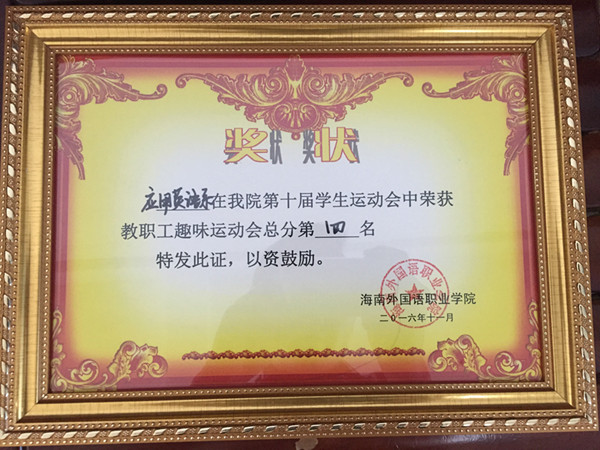 奖状 奖状
应用英语系在我院第十届学生运动会中荣获
教职工趣味运动会总分第 四 名
特发此证，以资鼓励。
海南外国语职业学院
海南外国语职业学院
二〇一六年十一月